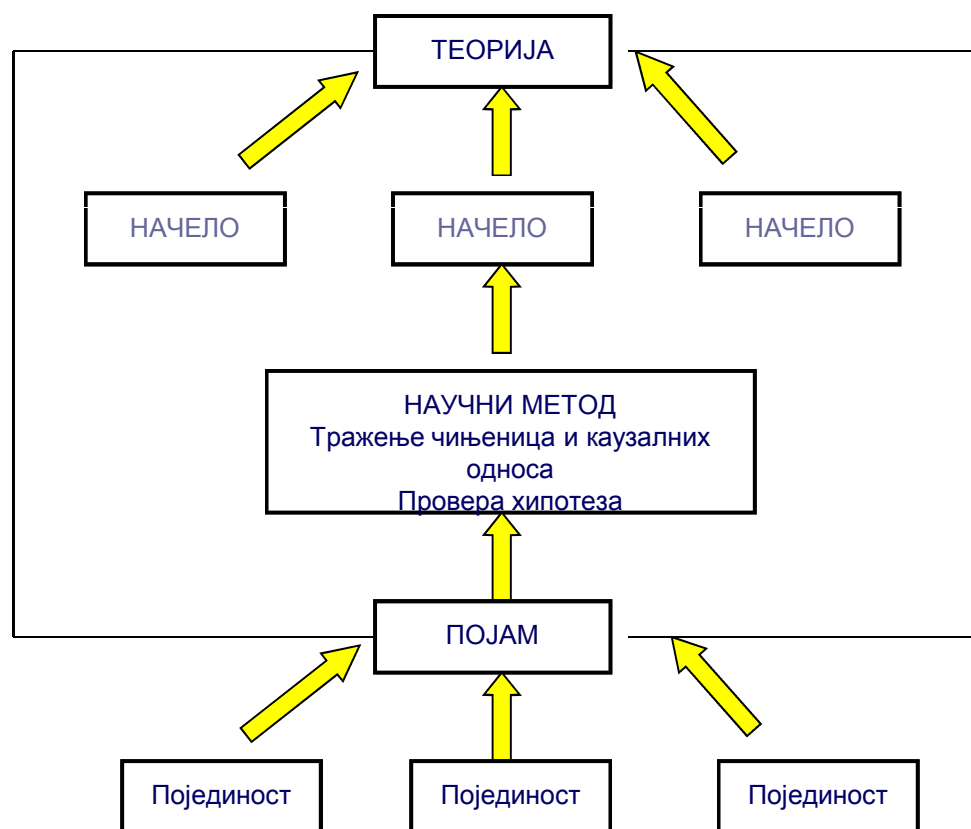 ТЕОРИЈА
НАЧЕЛО
НАЧЕЛО
НАЧЕЛО
НАУЧНИ МЕТОД
Тражење чињеница и каузалних
односа
Провера хипотеза
ПОЈАМ
Појединост
Појединост
Појединост